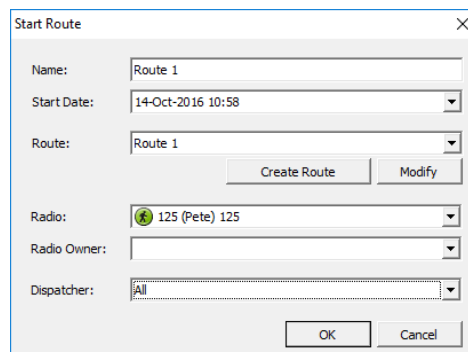 Start Route
Name: Route 1
Start Date: 14-Oct-2016 10:58
Route: Route 1
Create Route Modify
Radio: 125 (Pete) 125
Radio Owner:
Dispatcher: All
OK Cancel